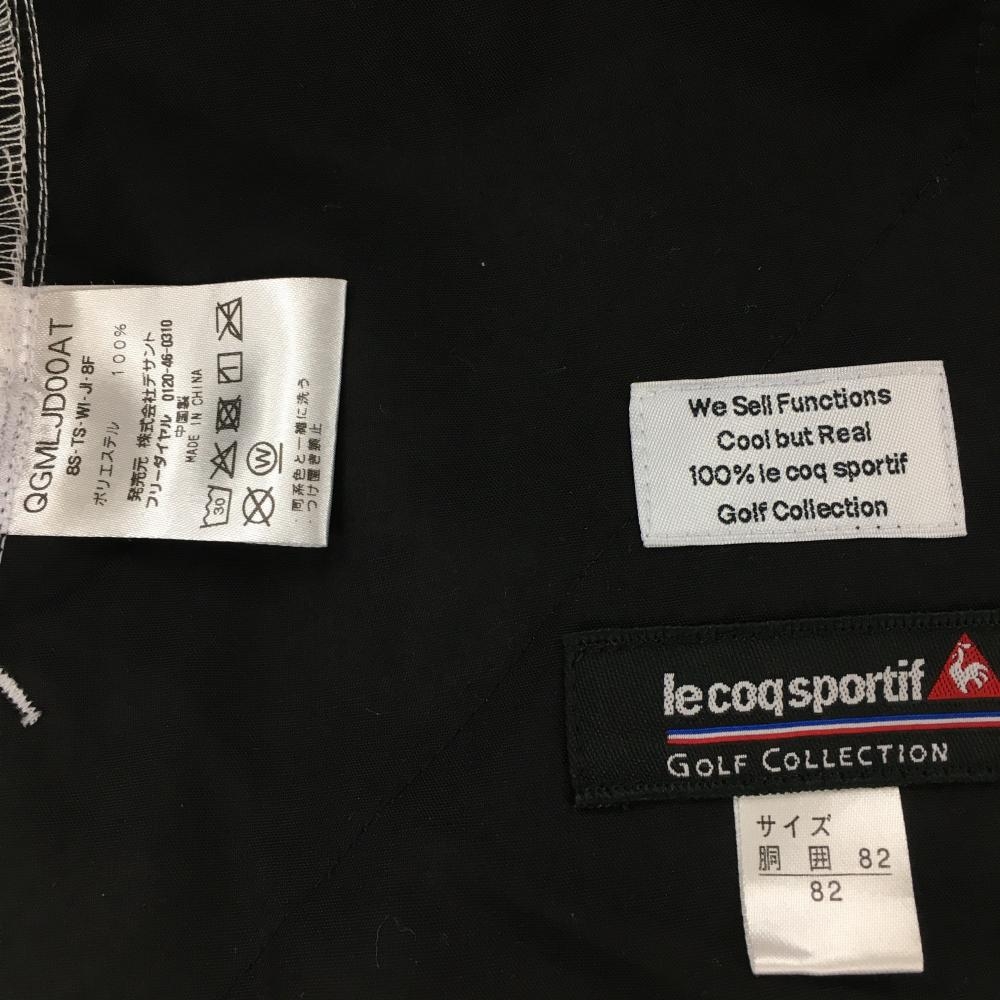 QGMLJD00AT
8S・TS・WI・JI・8F
ポリエステル 100%
発売元 株式会社デサント
フリーダイヤル 0120-46-0310
中国製
MADE IN CHINA
30
W
・同系色と一緒に洗う
・つけ置き禁止
We Sell Functions
Cool but Real
100% le coq sportif
Golf Collection
le coq sportif
GOLF COLLECTION
サイズ
胴 囲 82
82